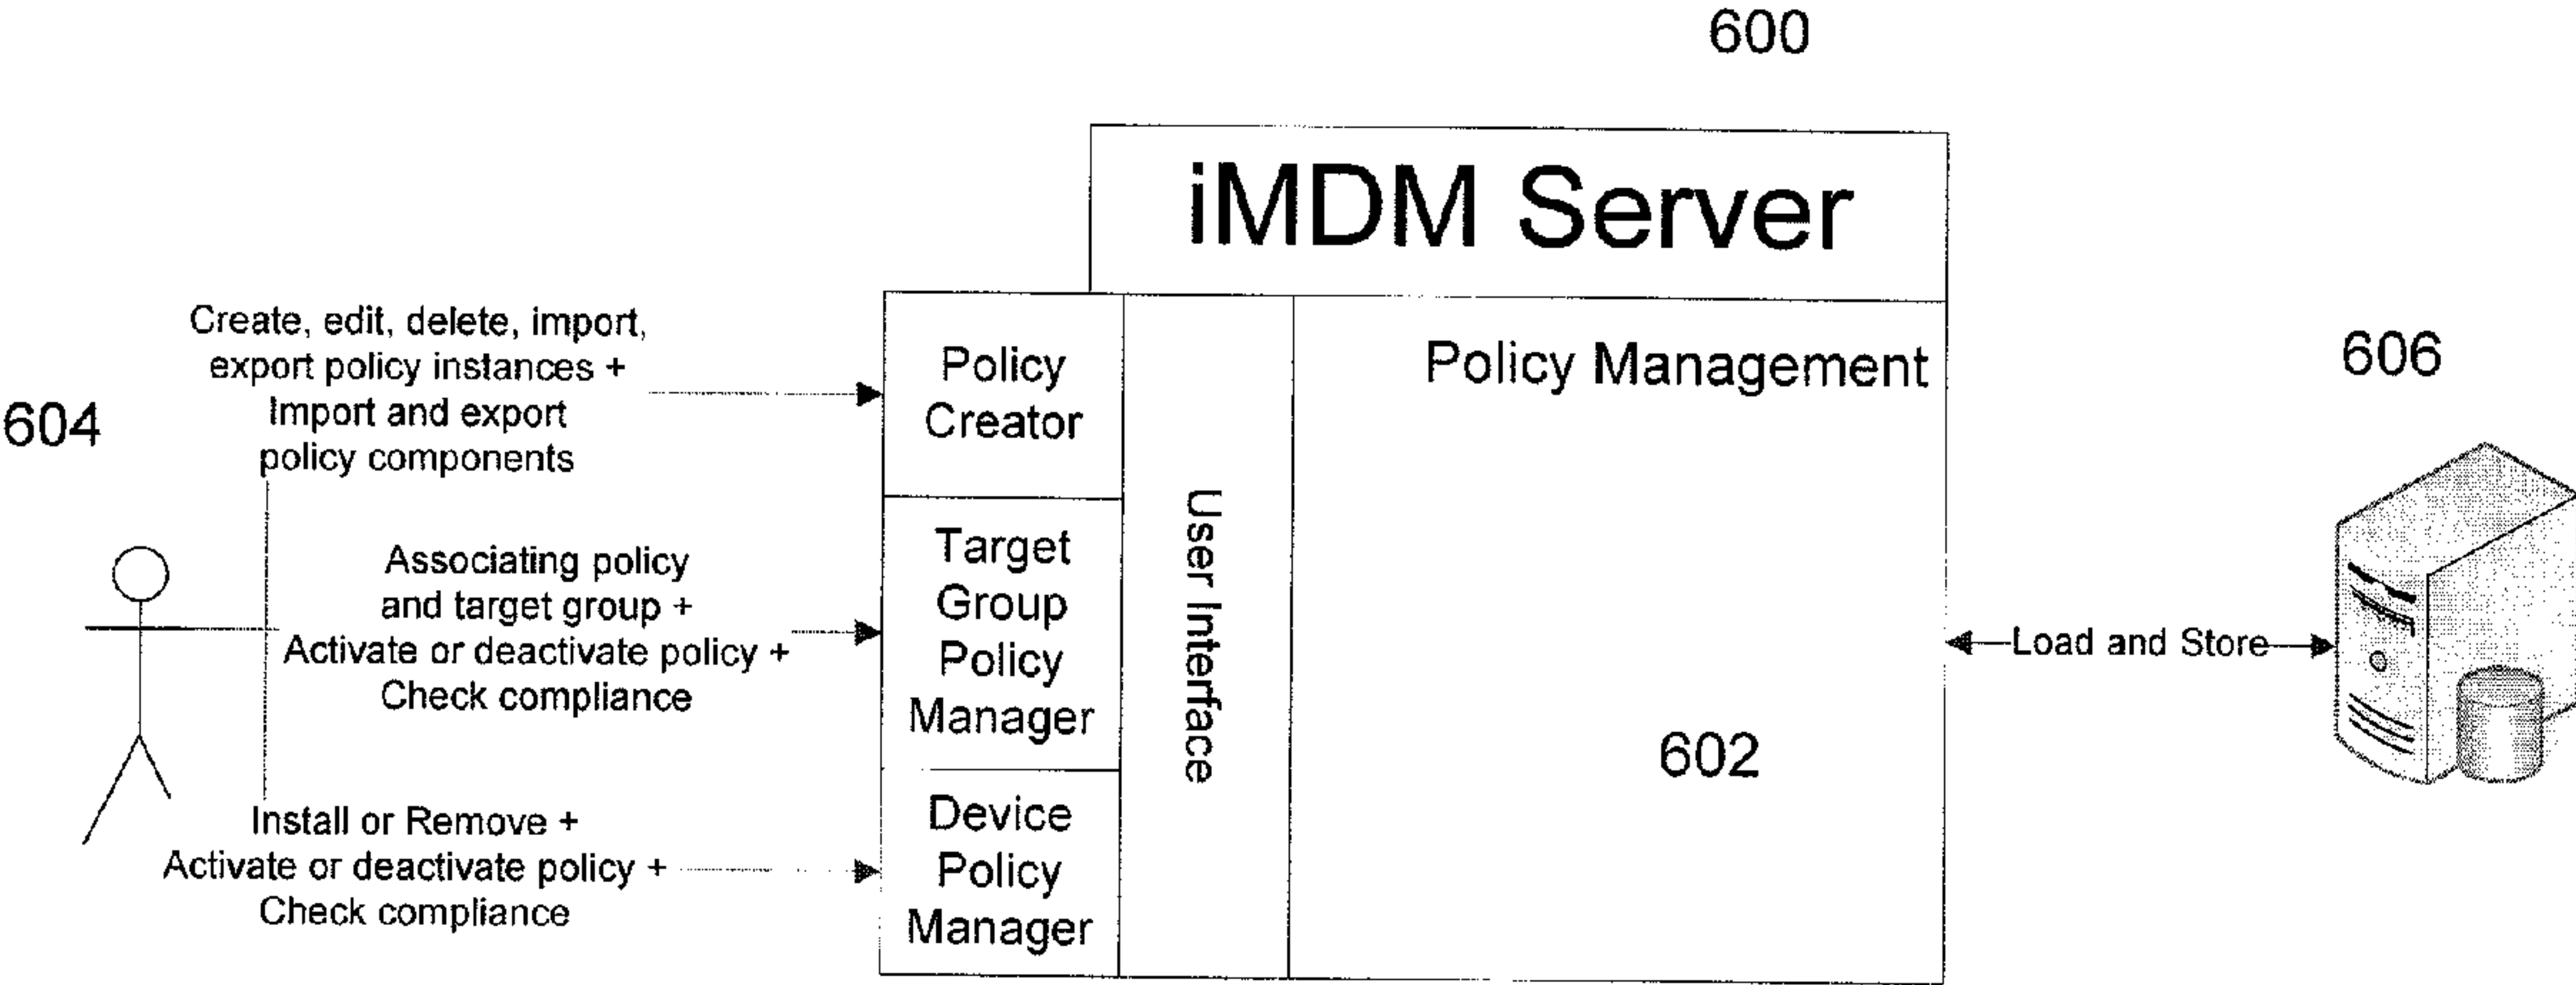 600
iMDM Server
Create, edit, delete, import,
export policy instances +
Import and export
policy components
604
Policy
Creator
Policy Management
606
Associating policy
and target group +
Activate or deactivate policy +
Check compliance
Target
Group
Policy
Manager
User Interface
Load and Store
602
Install or Remove +
Activate or deactivate policy +
Check compliance
Device
Policy
Manager